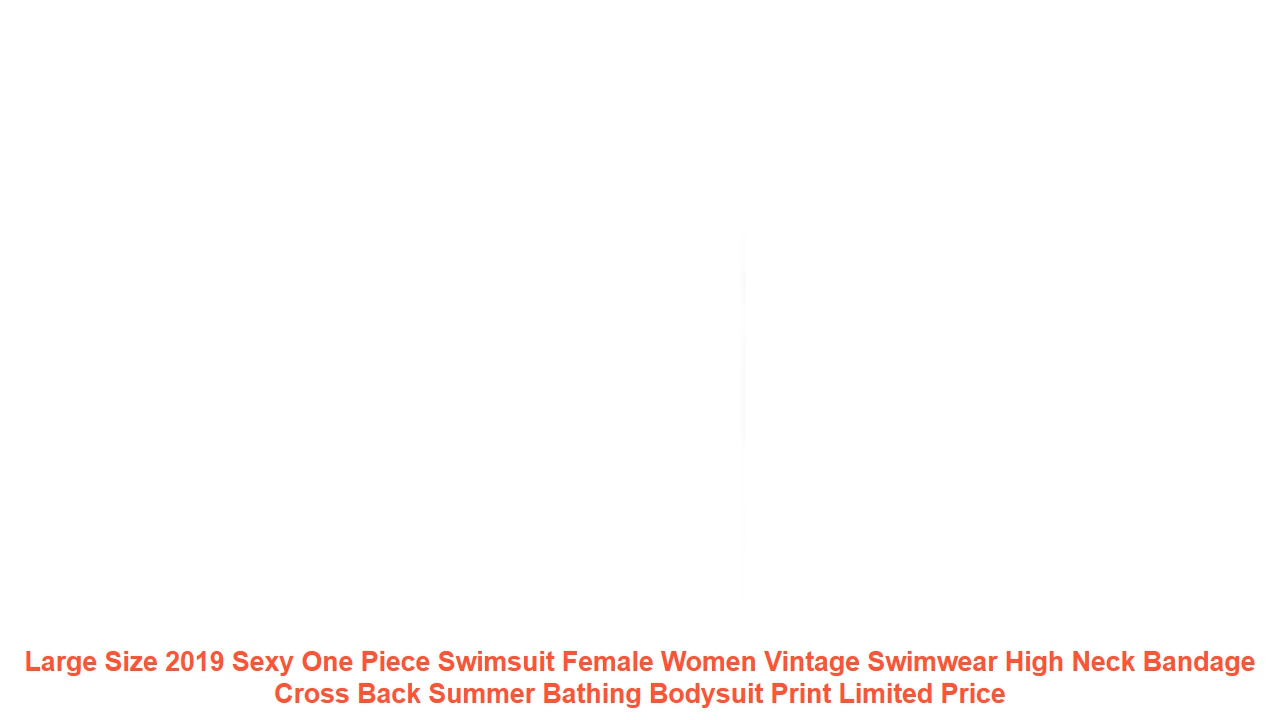 Large Size 2019 Sexy One Piece Swimsuit Female Women Vintage Swimwear High Neck Bandage
Cross Back Summer Bathing Bodysuit Print Limited Price